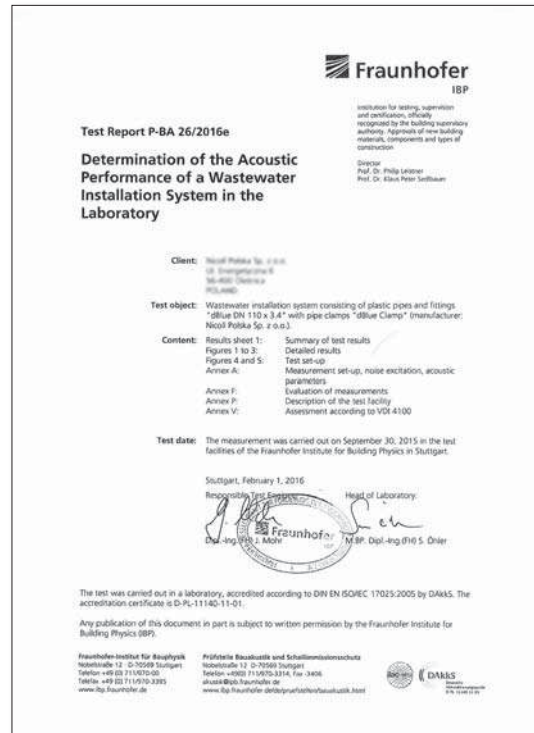 Fraunhofer
IBP
Institution for testing, supervision
and certification, officially
recognized by the building supervisory
authority. Approvals of new building
materials, components and types of
construction
Director
Prof. Dr. Philip Leistner
Prof. Dr. Klaus Peter Sedlbauer
Test Report P-BA 26/2016e
Determination of the Acoustic
Performance of a Wastewater
Installation System in the
Laboratory
Client: Nicoll Polska Sp. z o.o.
POLAND
Test object: Wastewater installation system consisting of plastic pipes and fittings
"dBlue DN 110 x 3.4" with pipe clamps "dBlue Clamp" (manufacturer:
Nicoll Polska Sp. z o.o.).
Content: Results sheet 1: Summary of test results
Figures 1 to 3: Detailed results
Figures 4 and 5: Test set-up
Annex A: Measurement set-up, noise excitation, acoustic
parameters
Annex F: Evaluation of measurements
Annex P: Description of the test facility
Annex V: Assessment according to VDI 4100
Test date: The measurement was carried out on September 30, 2015 in the test
facilities of the Fraunhofer Institute for Building Physics in Stuttgart.
Stuttgart, February 1, 2016
Responsible Test Engineer: Head of Laboratory:
Fraunhofer
IBP
Dipl.-Ing.(FH) J. Mohr M.BP. Dipl.-Ing.(FH) S. Öhler
The test was carried out in a laboratory, accredited according to DIN EN ISO/IEC 17025:2005 by DAkkS. The
accreditation certificate is D-PL-11140-11-01.
Any publication of this document in part is subject to written permission by the Fraunhofer Institute for
Building Physics (IBP).
Fraunhofer-Institut für Bauphysik Prüfstelle Bauakustik und Schallimmissionsschutz
Nobelstraße 12 · D-70569 Stuttgart Nobelstraße 12 · D-70569 Stuttgart
Telefon +49 (0) 711/970-00 Telefon +49(0) 711/970-3314, Fax -3406
Telefax +49 (0) 711/970-3395 akustik@ibp.fraunhofer.de
www.ibp.fraunhofer.de www.ibp.fraunhofer.de/de/pruefstellen/bauakustik.html
DAkkS